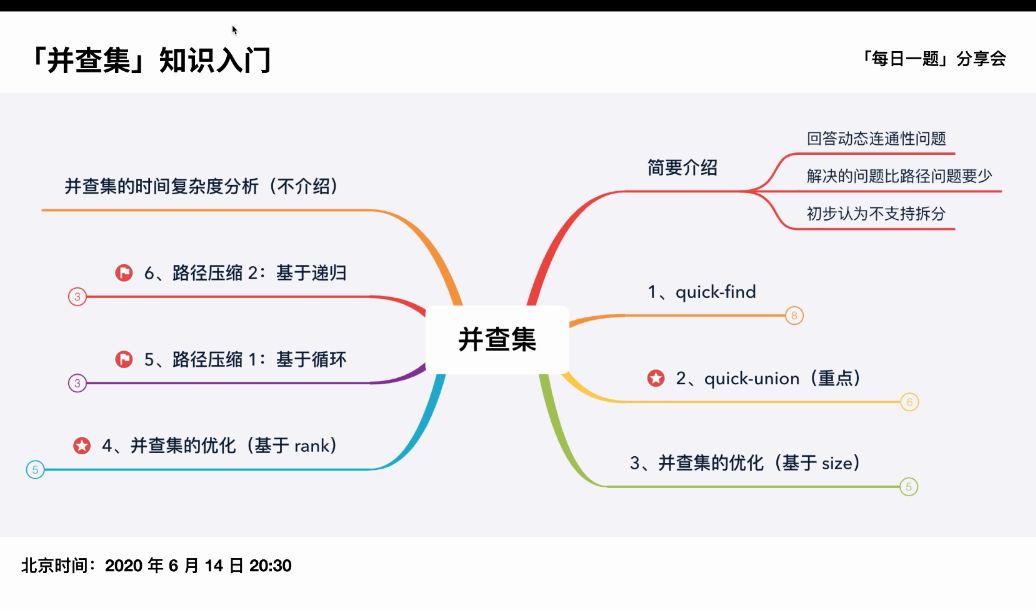 「并查集」知识入门
「每日一题」分享会
并查集
简要介绍
回答动态连通性问题
解决的问题比路径问题要少
初步认为不支持拆分
1、quick-find
8
2、quick-union（重点）
6
3、并查集的优化（基于 size）
5
4、并查集的优化（基于 rank）
5
5、路径压缩 1：基于循环
3
6、路径压缩 2：基于递归
3
并查集的时间复杂度分析（不介绍）
北京时间：2020 年 6 月 14 日 20:30